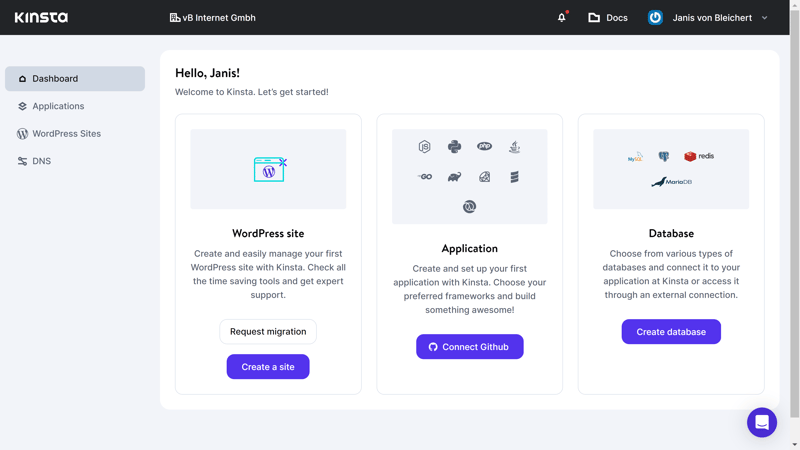 KINSTA
vB Internet Gmbh
Docs
Janis von Bleichert
Dashboard
Applications
WordPress Sites
DNS
Hello, Janis!
Welcome to Kinsta. Let's get started!
WordPress site
Create and easily manage your first
WordPress site with Kinsta. Check all
the time saving tools and get expert
support.
Request migration
Create a site
JS
php
GO
Application
Create and set up your first
application with Kinsta. Choose your
preferred frameworks and build
something awesome!
Connect Github
MySQL
redis
MariaDB
Database
Choose from various types of
databases and connect it to your
application at Kinsta or access it
through an external connection.
Create database